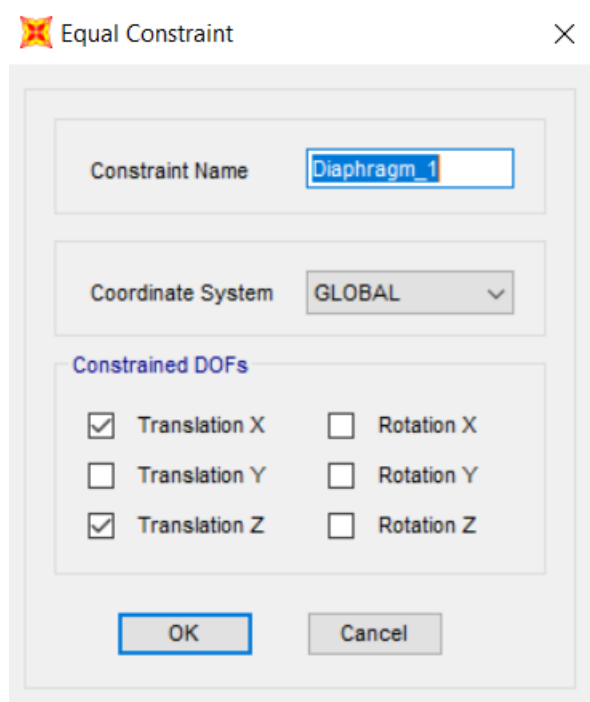 Equal Constraint
Constraint Name Diaphragm_1
Coordinate System GLOBAL
Constrained DOFs
Translation X Rotation X
Translation Y Rotation Y
Translation Z Rotation Z
OK Cancel